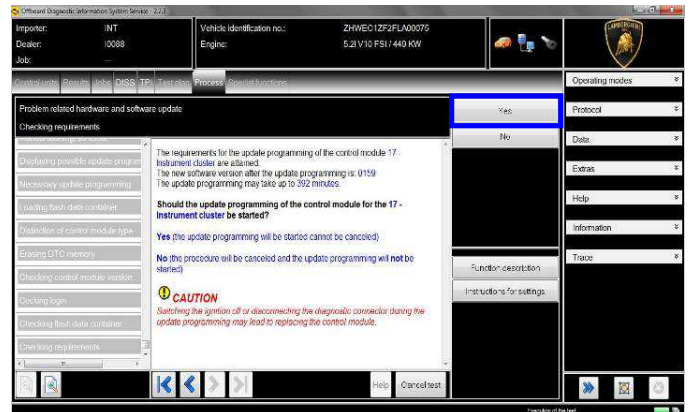 Offboard Diagnostic Information System Service - 2.2.3
Importer: INT
Dealer: I0088
Job: ---
Vehicle identification no.: ZHWEC1ZF2FLA00075
Engine: 5.2l V10 FSI / 449 KW
LAMBORGHINI
Control units Results Jobs DISS TPI Test plan Process Special functions
Operating modes
Problem related hardware and software update
Checking requirements
Yes
No
Protocol
Data
Extras
Help
Information
Trace
Displaying possible update program
Necessary update programming
Loading flash data container
Distinction of control module type
Erasing DTC memory
Checking control module version
Checking flash data container
Checking requirements
The requirements for the update programming of the control module 17 -
Instrument cluster are attained.
The new software version after the update programming is: 0159
The update programming may take up to 392 minutes.
Should the update programming of the control module for the 17 -
Instrument cluster be started?
Yes (the update programming will be started cannot be canceled)
No (the procedure will be canceled and the update programming will not be
started)
CAUTION
Switching the ignition off or disconnecting the diagnostic connector during the
update programming may lead to replacing the control module.
Function description
Instructions for settings
Help
Cancel test
Execution of the test